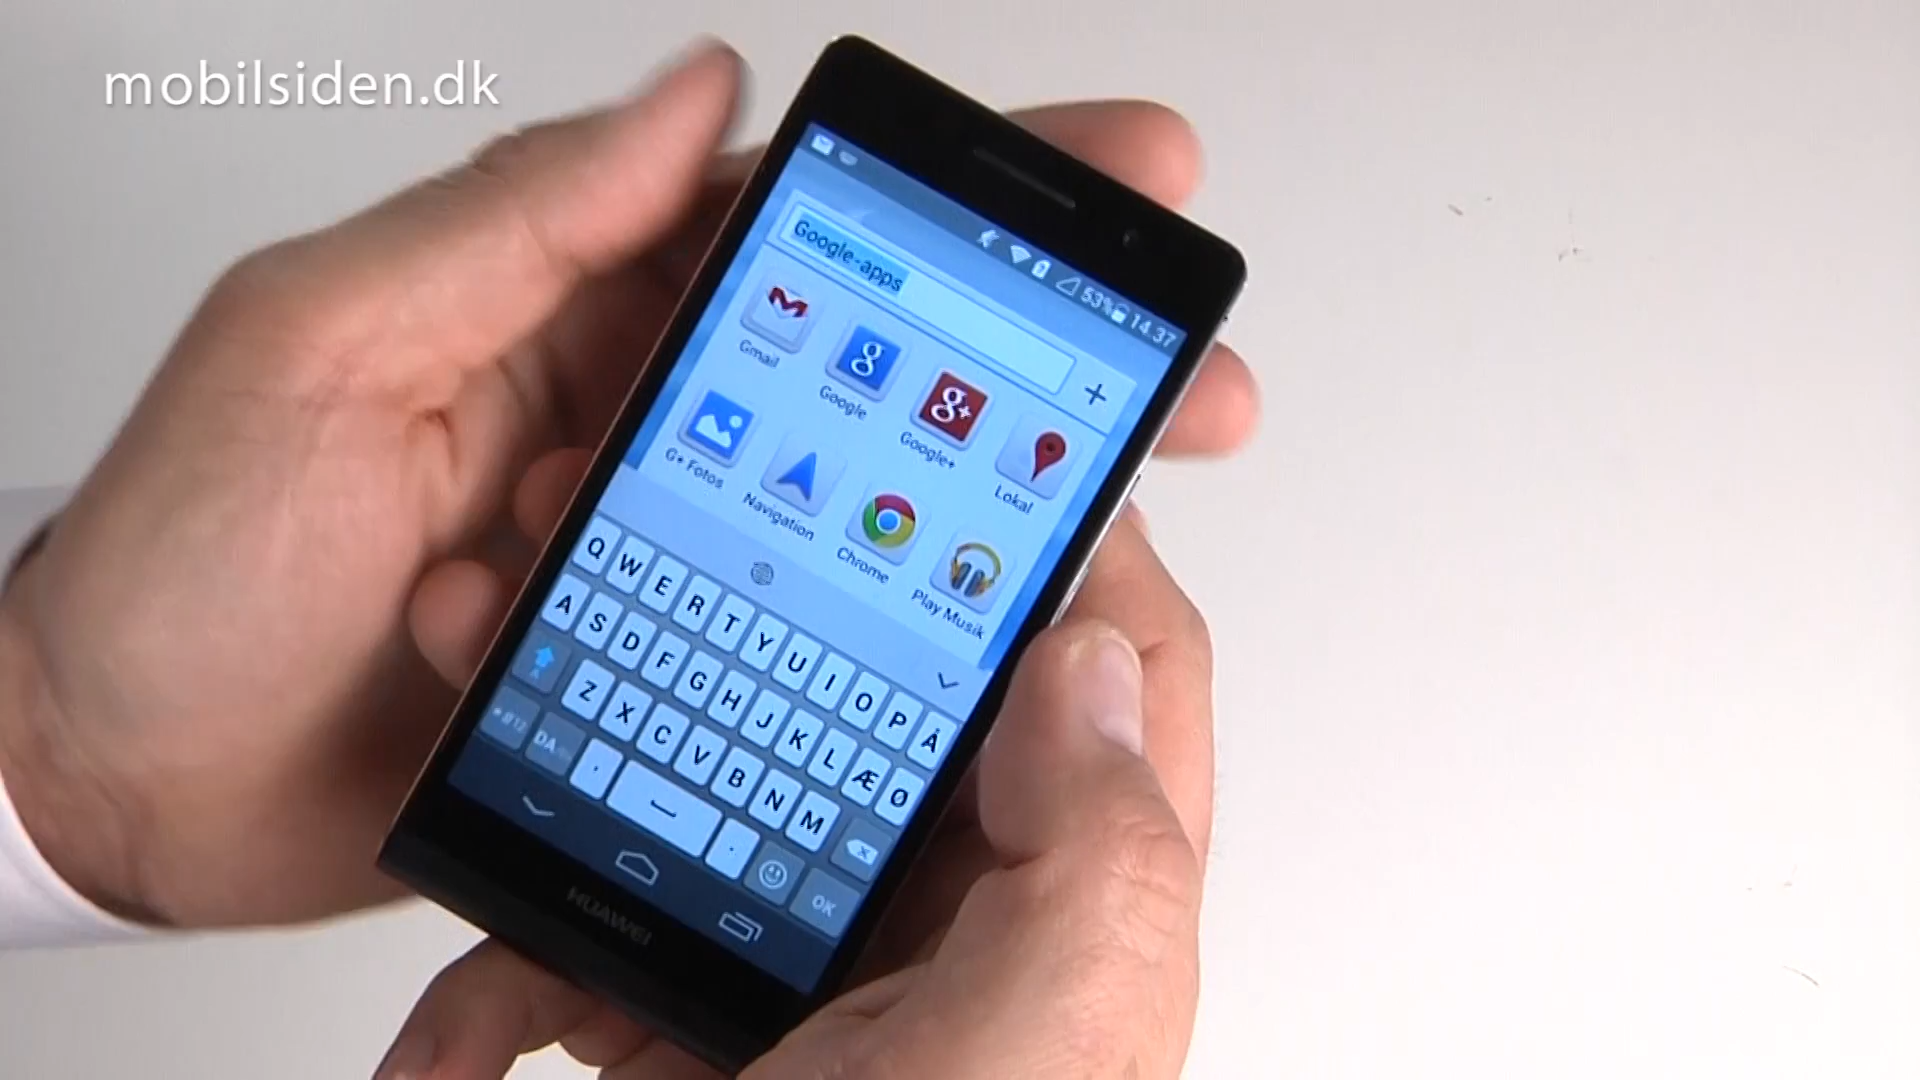 mobilsiden.dk
53% 14.37
Google-apps
Gmail
Google
Google+
Lokal
G+ Fotos
Navigation
Chrome
Play Musik
Q W E R T Y U I O P Å
A S D F G H J K L Æ Ø
Z X C V B N M
DA
OK
HUAWEI